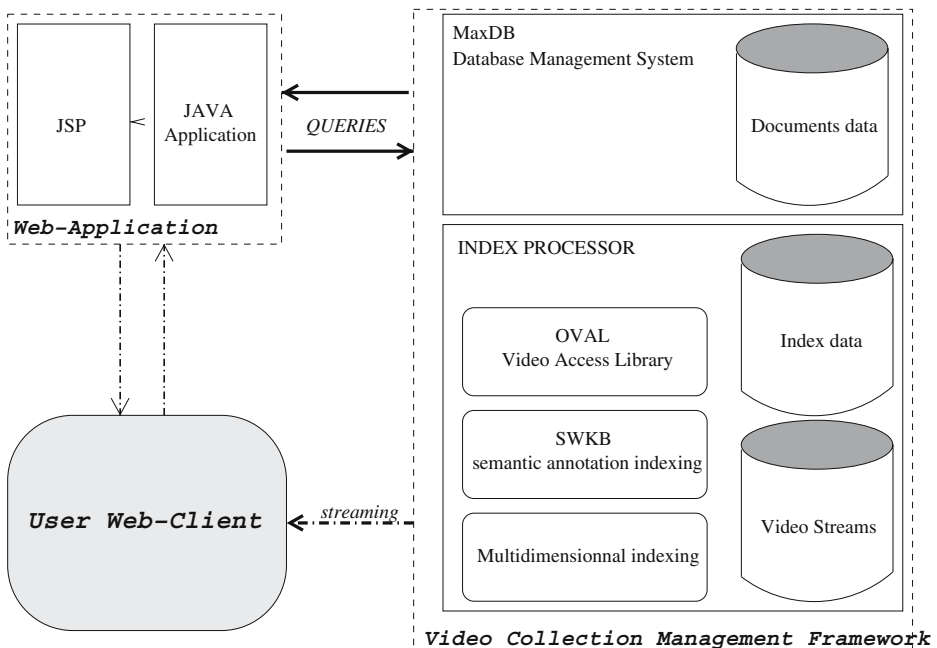 JSP
JAVA
Application
Web-Application
QUERIES
MaxDB
Database Management System
Documents data
INDEX PROCESSOR
OVAL
Video Access Library
SWKB
semantic annotation indexing
Multidimensionnal indexing
Index data
Video Streams
User Web-Client
streaming
Video Collection Management Framework